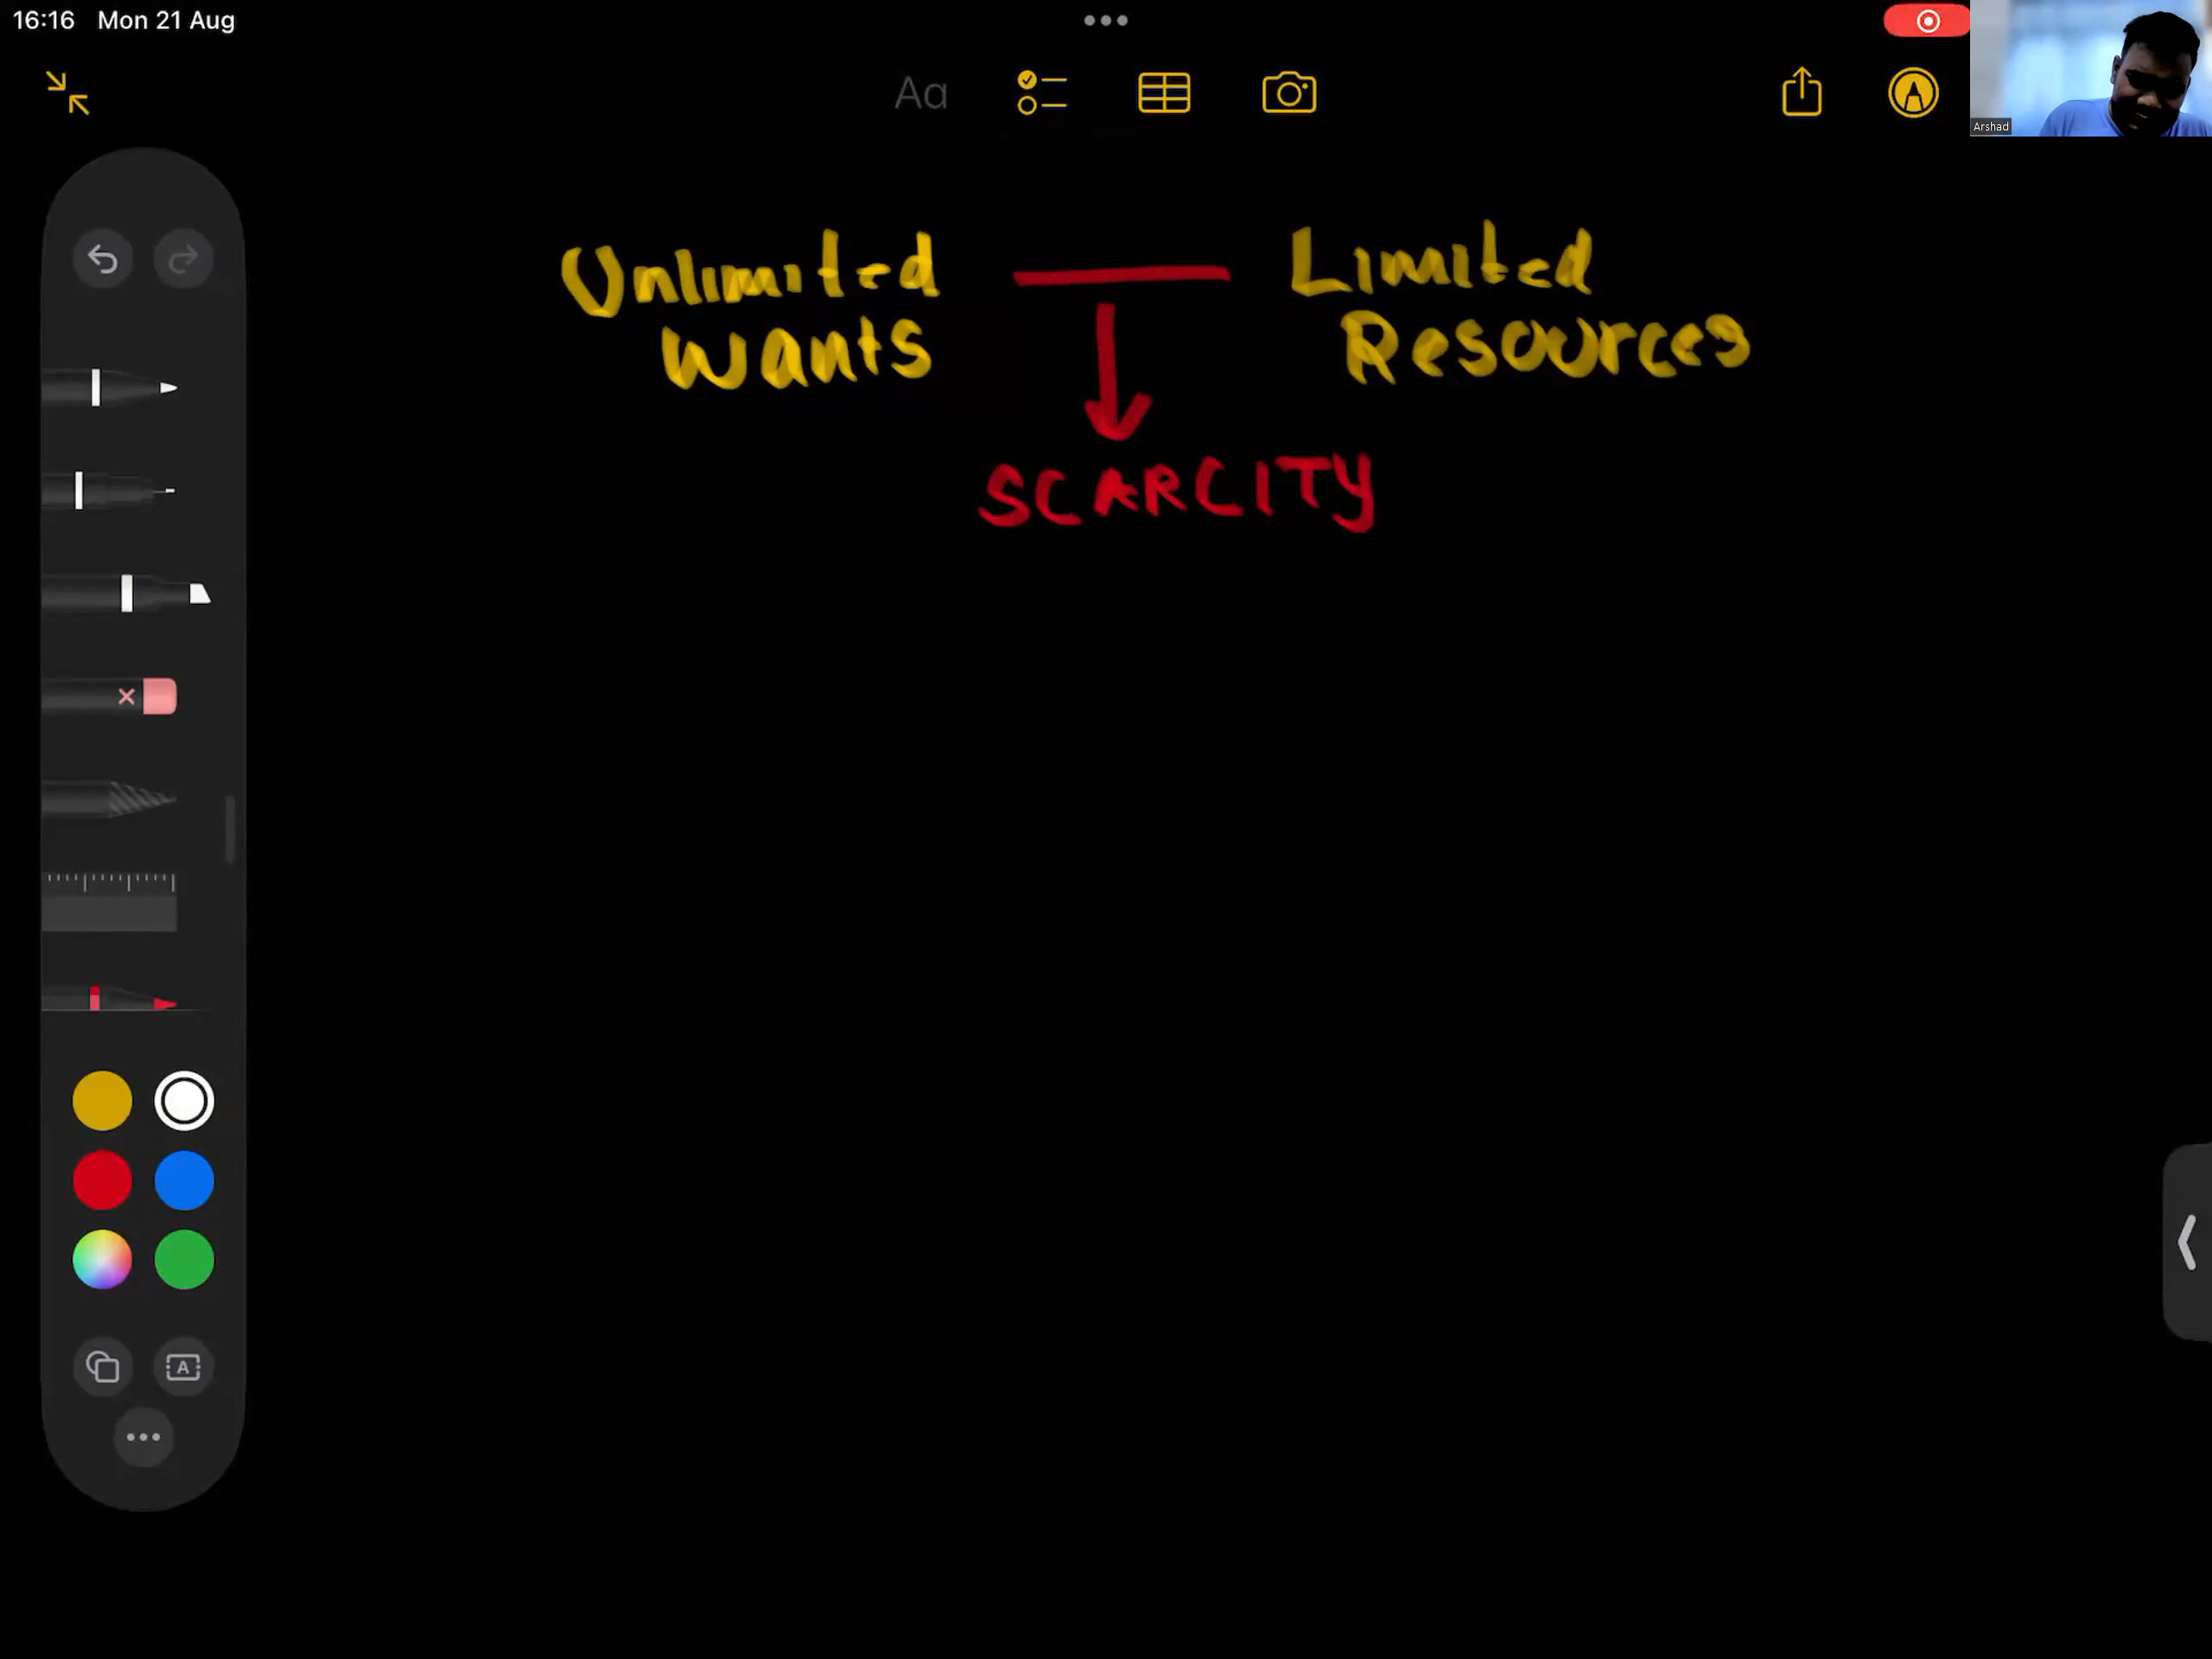 16:16 Mon 21 Aug
Aa
Arshad
Unlimited Limited
Wants Resources
SCARCITY
A